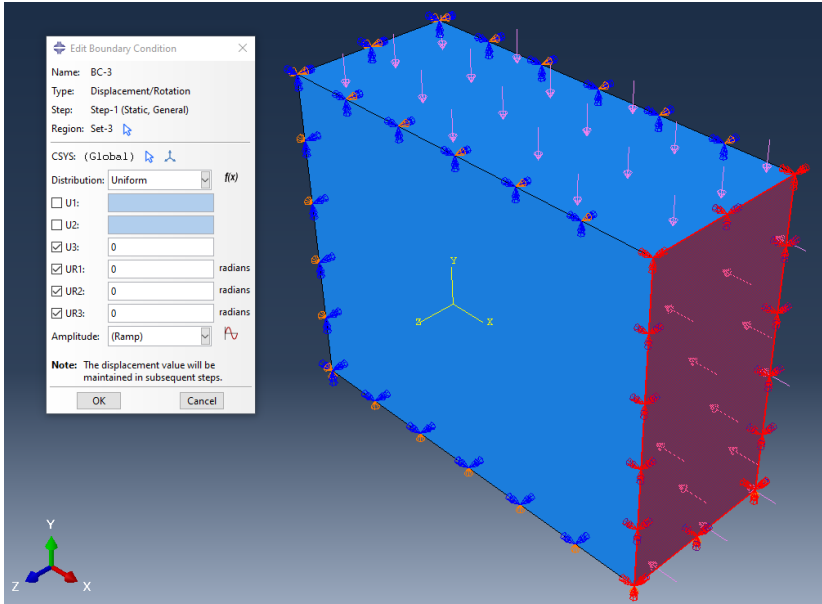 Edit Boundary Condition
Name: BC-3
Type: Displacement/Rotation
Step: Step-1 (Static, General)
Region: Set-3
CSYS: (Global)
Distribution: Uniform f(x)
U1:
U2:
U3: 0
UR1: 0 radians
UR2: 0 radians
UR3: 0 radians
Amplitude: (Ramp)
Note: The displacement value will be
maintained in subsequent steps.
OK Cancel
Y
Z X
Y
Z X